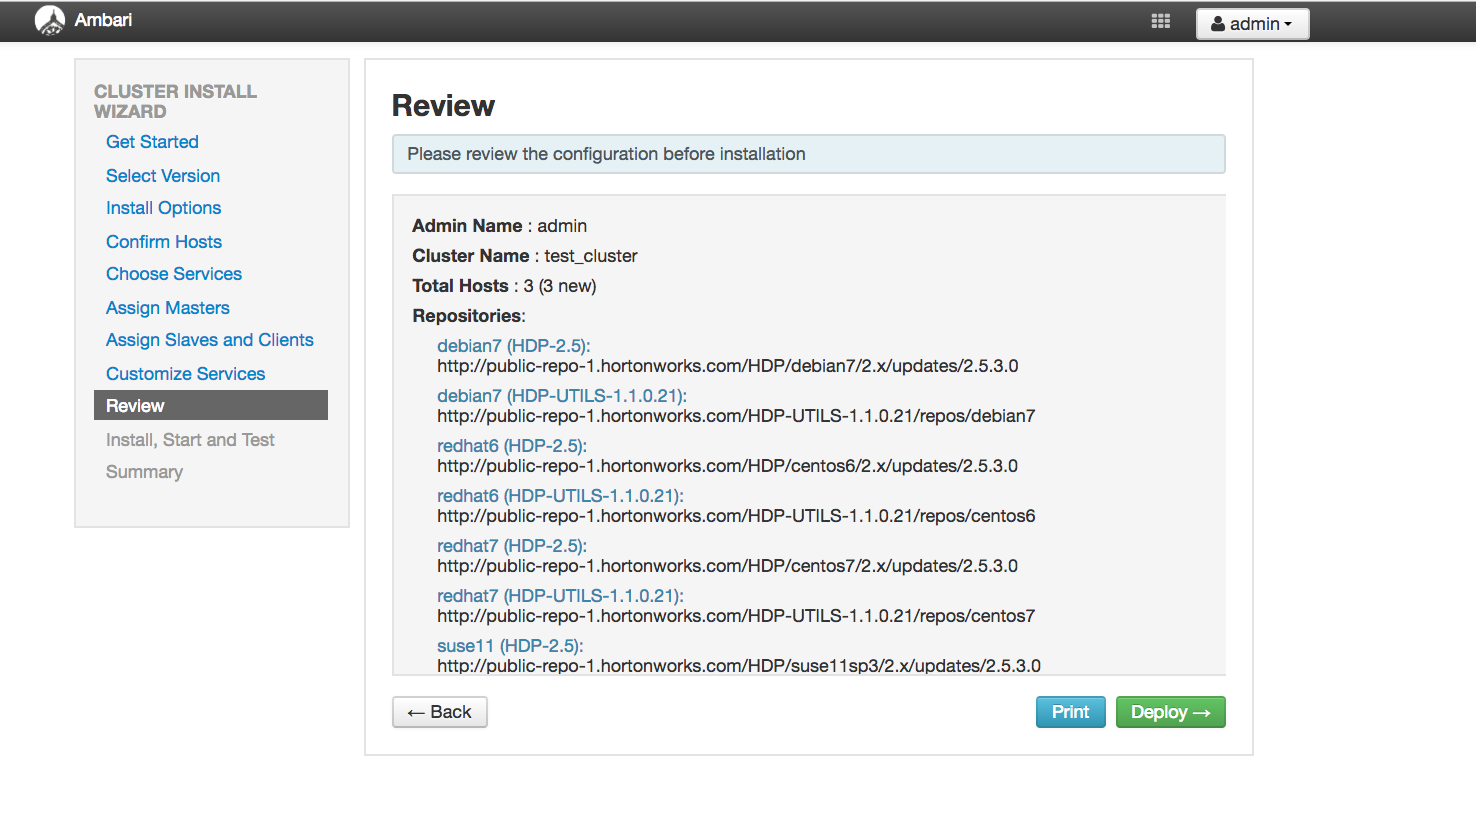 Ambari
admin
CLUSTER INSTALL
WIZARD
Get Started
Select Version
Install Options
Confirm Hosts
Choose Services
Assign Masters
Assign Slaves and Clients
Customize Services
Review
Install, Start and Test
Summary
Review
Please review the configuration before installation
Admin Name : admin
Cluster Name : test_cluster
Total Hosts : 3 (3 new)
Repositories:
debian7 (HDP-2.5):
http://public-repo-1.hortonworks.com/HDP/debian7/2.x/updates/2.5.3.0
debian7 (HDP-UTILS-1.1.0.21):
http://public-repo-1.hortonworks.com/HDP-UTILS-1.1.0.21/repos/debian7
redhat6 (HDP-2.5):
http://public-repo-1.hortonworks.com/HDP/centos6/2.x/updates/2.5.3.0
redhat6 (HDP-UTILS-1.1.0.21):
http://public-repo-1.hortonworks.com/HDP-UTILS-1.1.0.21/repos/centos6
redhat7 (HDP-2.5):
http://public-repo-1.hortonworks.com/HDP/centos7/2.x/updates/2.5.3.0
redhat7 (HDP-UTILS-1.1.0.21):
http://public-repo-1.hortonworks.com/HDP-UTILS-1.1.0.21/repos/centos7
suse11 (HDP-2.5):
http://public-repo-1.hortonworks.com/HDP/suse11sp3/2.x/updates/2.5.3.0
← Back
Print
Deploy →